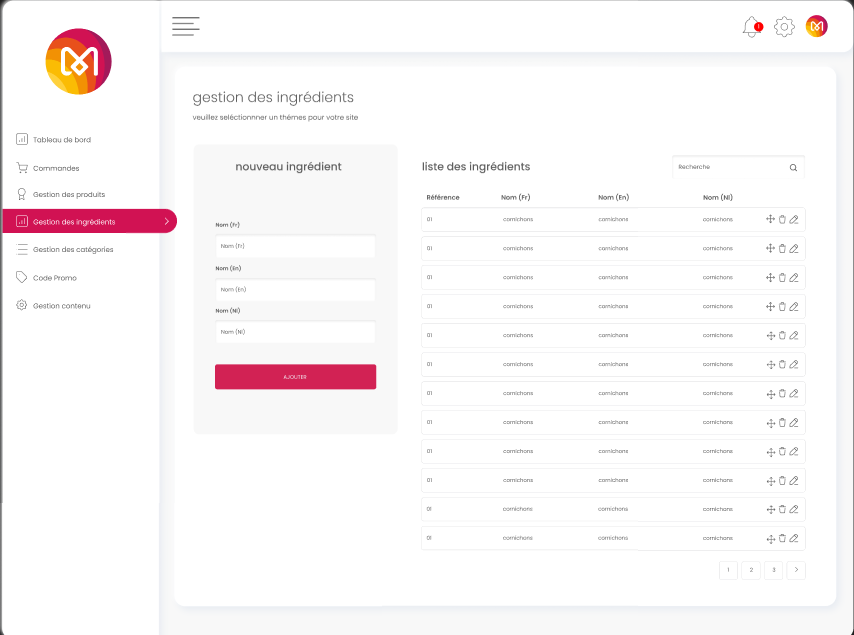 1
Tableau de bord
Commandes
Gestion des produits
Gestion des ingrédients
Gestion des catégories
Code Promo
Gestion contenu
gestion des ingrédients
veuillez seléctionnner un thèmes pour votre site
nouveau ingrédient
Nom (Fr)
Nom (Fr)
Nom (En)
Nom (En)
Nom (Nl)
Nom (Nl)
AJOUTER
liste des ingrédients
Recherche
Référence Nom (Fr) Nom (En) Nom (Nl)
01 cornichons cornichons cornichons
01 cornichons cornichons cornichons
01 cornichons cornichons cornichons
01 cornichons cornichons cornichons
01 cornichons cornichons cornichons
01 cornichons cornichons cornichons
01 cornichons cornichons cornichons
01 cornichons cornichons cornichons
01 cornichons cornichons cornichons
01 cornichons cornichons cornichons
01 cornichons cornichons cornichons
01 cornichons cornichons cornichons
1 2 3